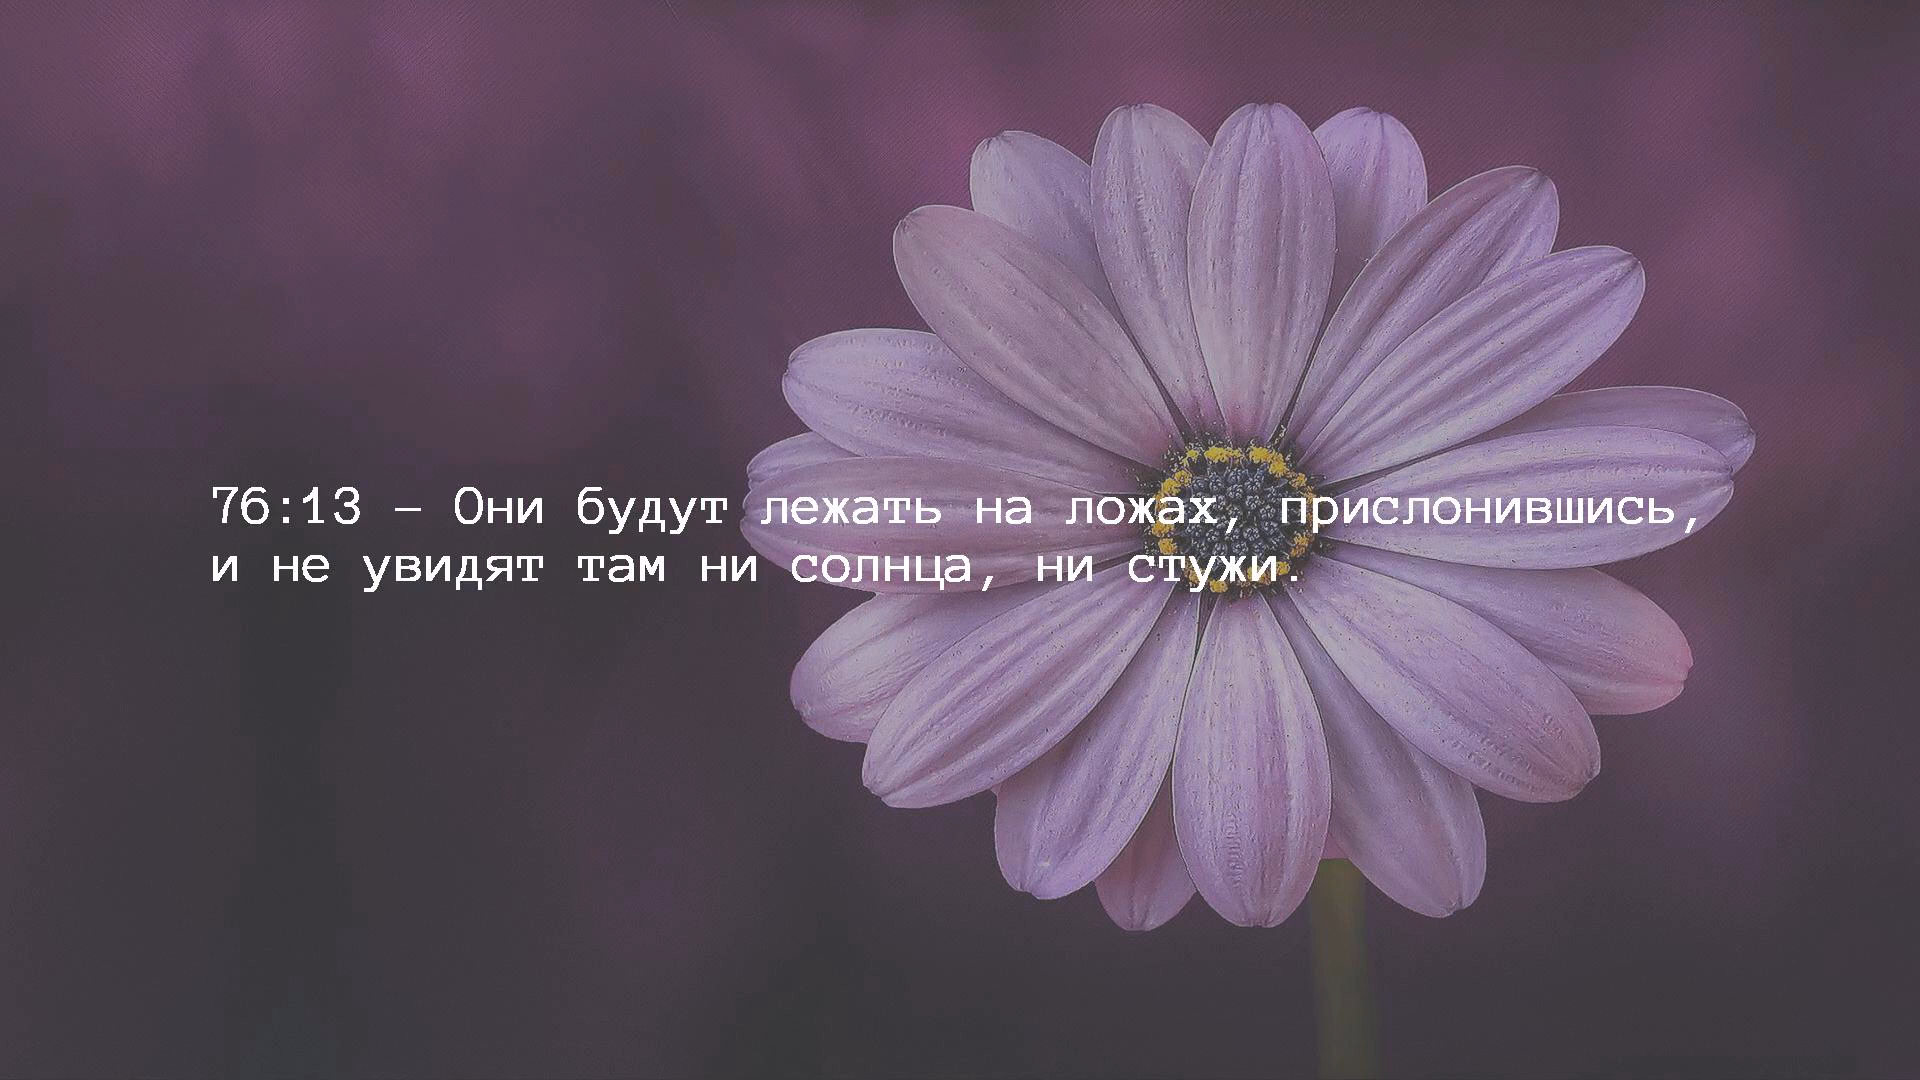 76:13 – Они будут лежать на ложах, прислонившись,
и не увидят там ни солнца, ни стужи.